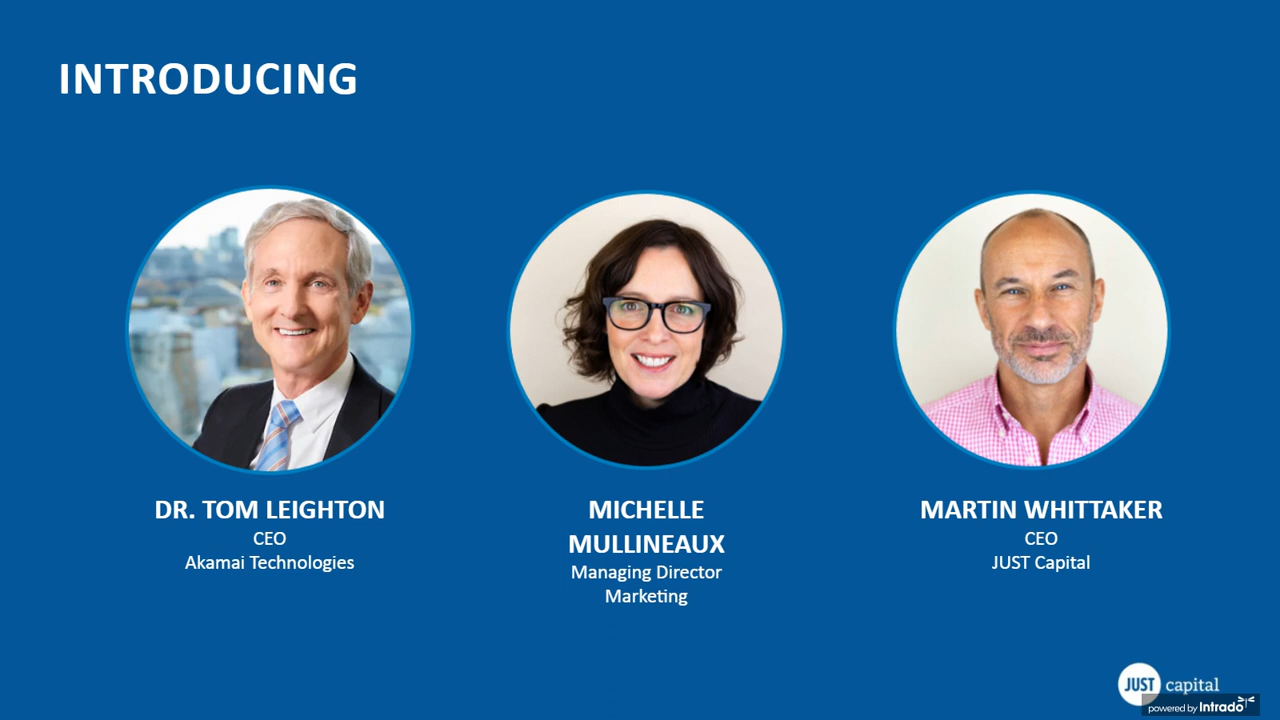 INTRODUCING
DR. TOM LEIGHTON
CEO
Akamai Technologies
MICHELLE
MULLINEAUX
Managing Director
Marketing
MARTIN WHITTAKER
CEO
JUST Capital
JUST capital
powered by Intrado